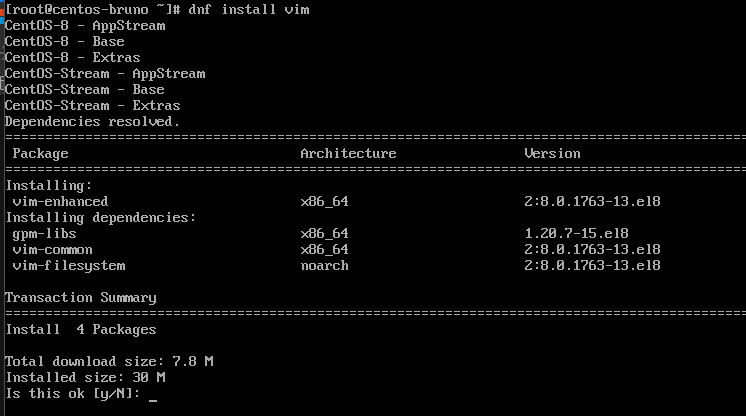 [root@centos-bruno ~]# dnf install vim
CentOS-8 - AppStream
CentOS-8 - Base
CentOS-8 - Extras
CentOS-Stream - AppStream
CentOS-Stream - Base
CentOS-Stream - Extras
Dependencies resolved.
================================================================================
Package Architecture Version
================================================================================
Installing:
vim-enhanced x86_64 2:8.0.1763-13.el8
Installing dependencies:
gpm-libs x86_64 1.20.7-15.el8
vim-common x86_64 2:8.0.1763-13.el8
vim-filesystem noarch 2:8.0.1763-13.el8
Transaction Summary
================================================================================
Install 4 Packages
Total download size: 7.8 M
Installed size: 30 M
Is this ok [y/N]: _